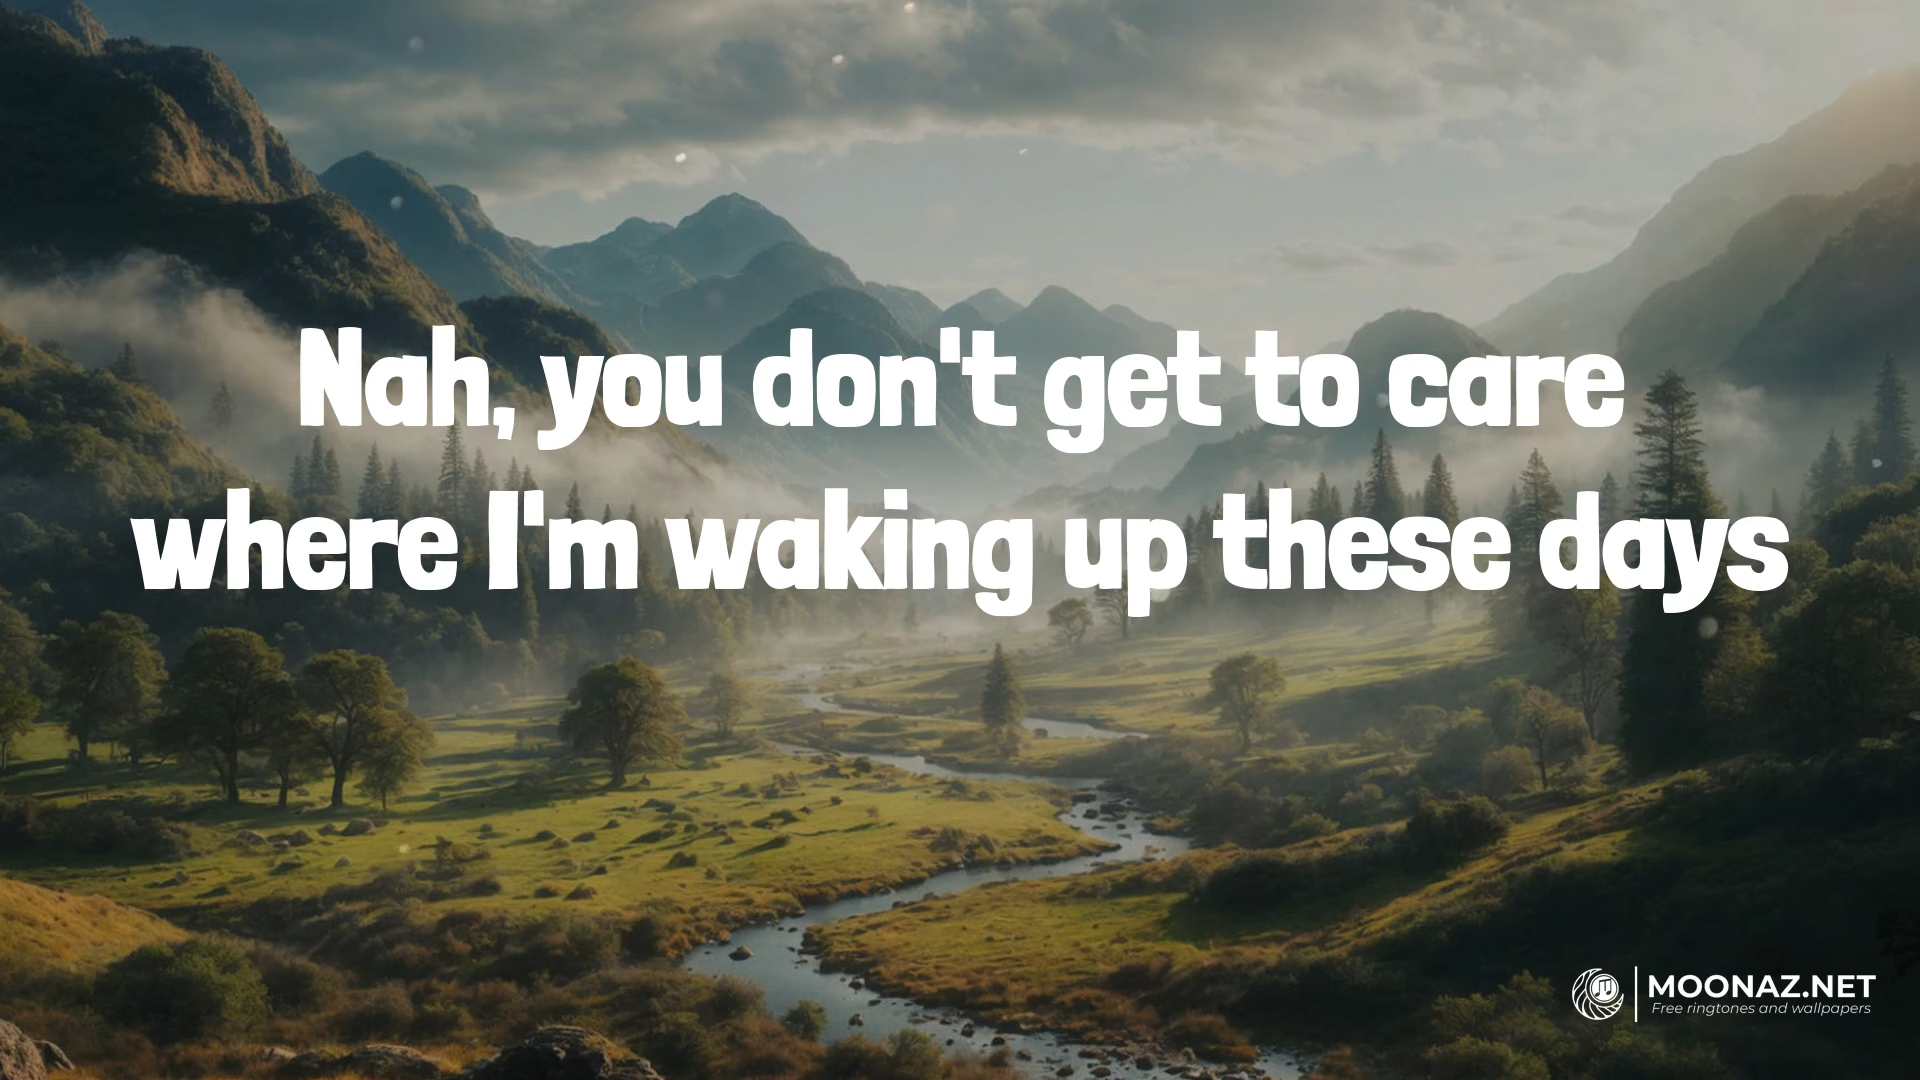 Nah, you don't get to care
where I'm waking up these days
MOONAZ.NET
Free ringtones and wallpapers